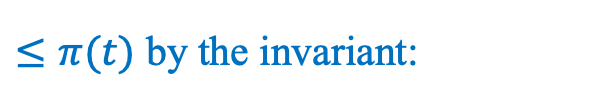 ≤ π(t) by the invariant: